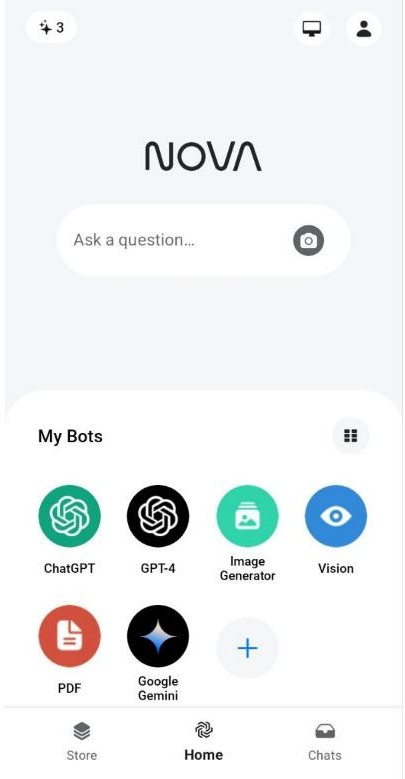 3
NOVA
Ask a question...
My Bots
ChatGPT
GPT-4
Image
Generator
Vision
PDF
Google
Gemini
Store
Home
Chats